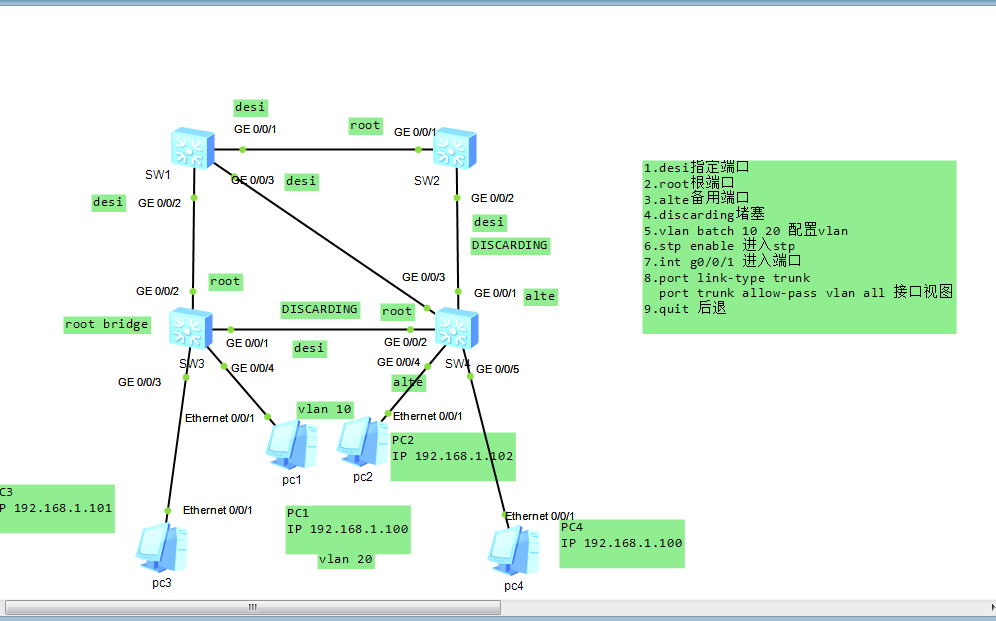 desi
GE 0/0/1
root
GE 0/0/1
SW1
GE 0/0/3
desi
SW2
desi
GE 0/0/2
GE 0/0/2
desi
DISCARDING
1.desi指定端口
2.root根端口
3.alte备用端口
4.discarding堵塞
5.vlan batch 10 20 配置vlan
6.stp enable 进入stp
7.int g0/0/1 进入端口
8.port link-type trunk
port trunk allow-pass vlan all 接口视图
9.quit 后退
root
GE 0/0/3
GE 0/0/2
GE 0/0/1
alte
DISCARDING
root
root bridge
GE 0/0/1
desi
GE 0/0/2
SW3
GE 0/0/4
GE 0/0/4
SW4
GE 0/0/5
GE 0/0/3
alte
Ethernet 0/0/1
vlan 10
Ethernet 0/0/1
PC2
IP 192.168.1.102
pc1
pc2
C3
P 192.168.1.101
Ethernet 0/0/1
PC1
IP 192.168.1.100
vlan 20
Ethernet 0/0/1
PC4
IP 192.168.1.100
pc3
pc4